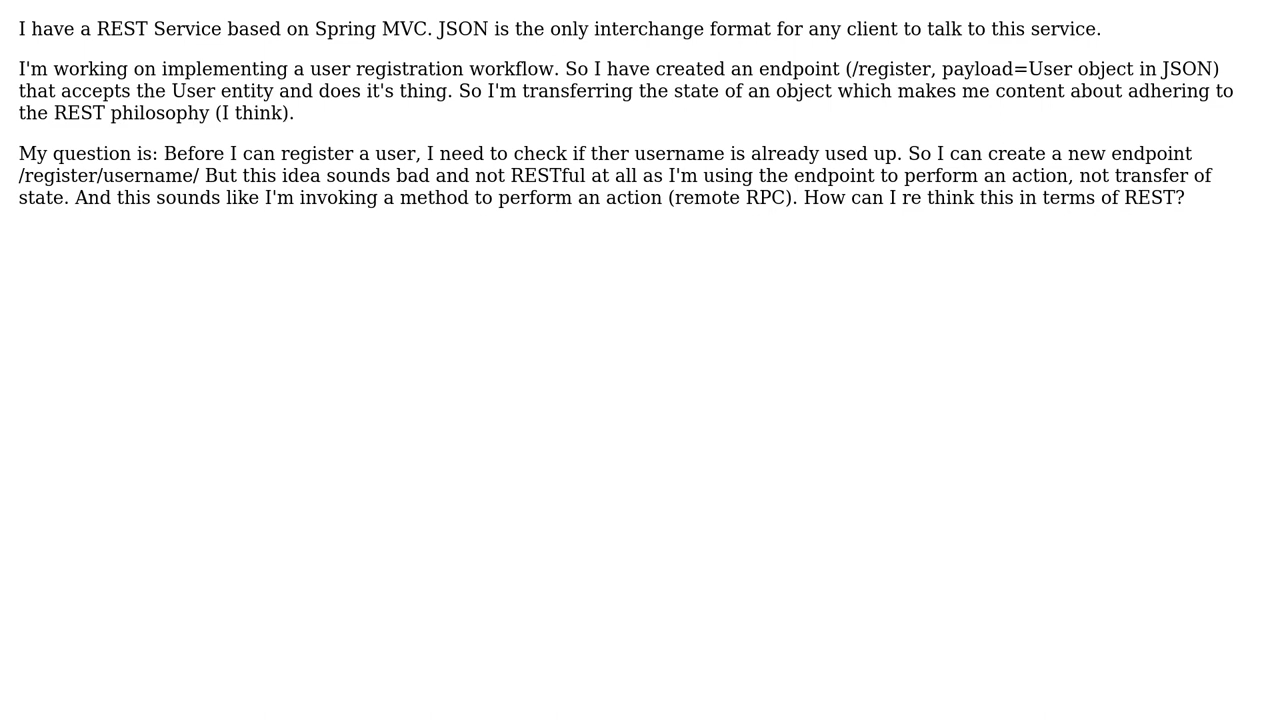 I have a REST Service based on Spring MVC. JSON is the only interchange format for any client to talk to this service.
I'm working on implementing a user registration workflow. So I have created an endpoint (/register, payload=User object in JSON)
that accepts the User entity and does it's thing. So I'm transferring the state of an object which makes me content about adhering to
the REST philosophy (I think).
My question is: Before I can register a user, I need to check if ther username is already used up. So I can create a new endpoint
/register/username/ But this idea sounds bad and not RESTful at all as I'm using the endpoint to perform an action, not transfer of
state. And this sounds like I'm invoking a method to perform an action (remote RPC). How can I re think this in terms of REST?